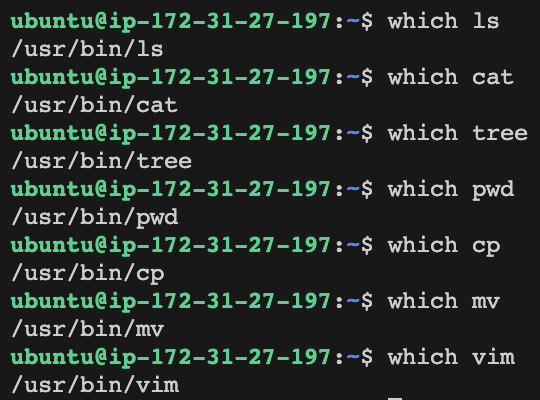 ubuntu@ip-172-31-27-197:~$ which ls
/usr/bin/ls
ubuntu@ip-172-31-27-197:~$ which cat
/usr/bin/cat
ubuntu@ip-172-31-27-197:~$ which tree
/usr/bin/tree
ubuntu@ip-172-31-27-197:~$ which pwd
/usr/bin/pwd
ubuntu@ip-172-31-27-197:~$ which cp
/usr/bin/cp
ubuntu@ip-172-31-27-197:~$ which mv
/usr/bin/mv
ubuntu@ip-172-31-27-197:~$ which vim
/usr/bin/vim